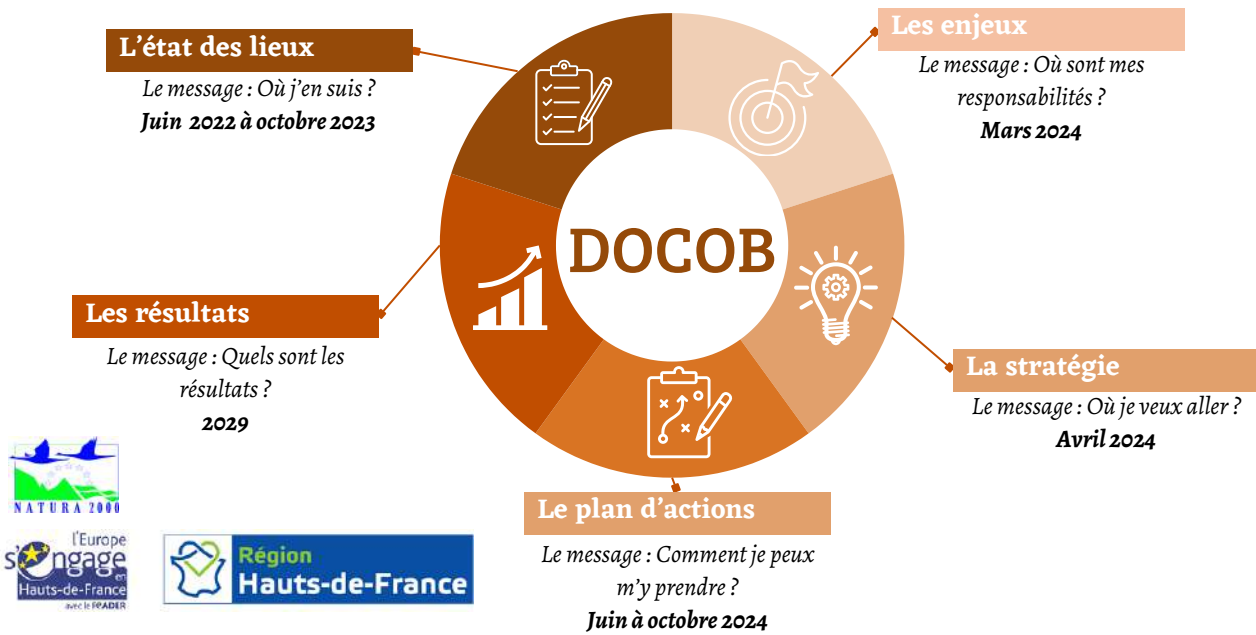 L'état des lieux
Le message : Où j'en suis ?
Juin 2022 à octobre 2023
Les enjeux
Le message : Où sont mes
responsabilités ?
Mars 2024
DOCOB
Les résultats
Le message : Quels sont les
résultats ?
2029
La stratégie
Le message : Où je veux aller ?
Avril 2024
Le plan d'actions
Le message : Comment je peux
m'y prendre ?
Juin à octobre 2024
NATURA 2000
l'Europe
s'engage
en
Hauts-de-France
avec le FEADER
Région
Hauts-de-France